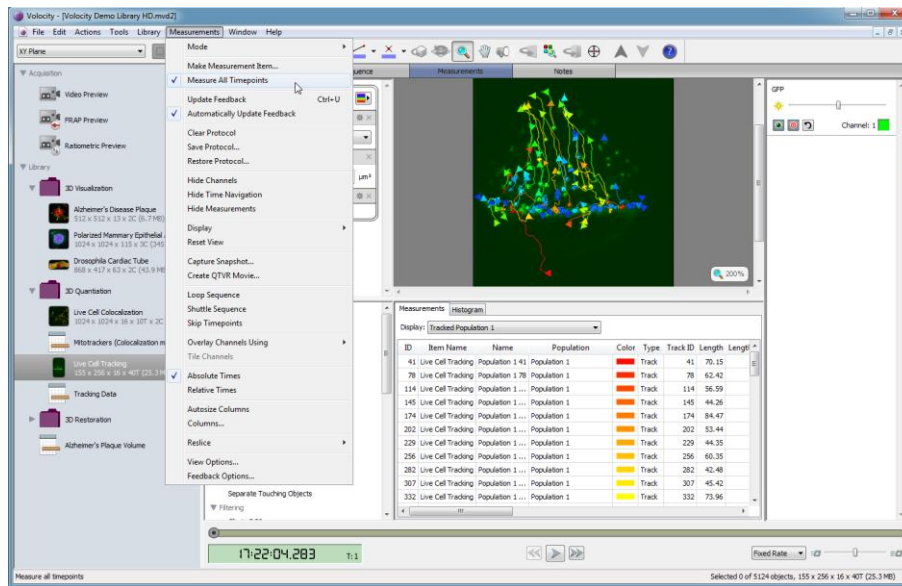 Volocity - [Volocity Demo Library HD.mvd2]
File Edit Actions Tools Library Measurements Window Help
XY Plane
Acquisition
Video Preview
FRAP Preview
Ratiometric Preview
Library
3D Visualization
Alzheimer's Disease Plaque
512 x 512 x 13 x 2C (6.7 MB)
Polarized Mammary Epithelial
1024 x 1024 x 115 x 3C (345
Drosophila Cardiac Tube
868 x 417 x 63 x 2C (43.9 MB
3D Quantitation
Live Cell Colocalization
1024 x 1024 x 16 x 10T x 2C
Mitotrackers (Colocalization m
Live Cell Tracking
155 x 256 x 16 x 40T (25.3 M
Tracking Data
3D Restoration
Alzheimer's Plaque Volume
Mode
Make Measurement Item...
Measure All Timepoints
Update Feedback Ctrl+U
Automatically Update Feedback
Clear Protocol
Save Protocol...
Restore Protocol...
Hide Channels
Hide Time Navigation
Hide Measurements
Display
Reset View
Capture Snapshot...
Create QTVR Movie...
Loop Sequence
Shuttle Sequence
Skip Timepoints
Overlay Channels Using
Tile Channels
Absolute Times
Relative Times
Autosize Columns
Columns...
Reslice
View Options...
Feedback Options...
Separate Touching Objects
Filtering
uence Measurements Notes
µm³
200%
GFP
Channel: 1
Measurements Histogram
Display: Tracked Population 1
ID Item Name Name Population Color Type Track ID Length Lengtl
41 Live Cell Tracking Population 1 41 Population 1 Track 41 70.15
78 Live Cell Tracking Population 1 78 Population 1 Track 78 62.42
114 Live Cell Tracking Population 1 ... Population 1 Track 114 56.59
145 Live Cell Tracking Population 1 ... Population 1 Track 145 44.26
174 Live Cell Tracking Population 1 ... Population 1 Track 174 84.47
202 Live Cell Tracking Population 1 ... Population 1 Track 202 53.44
229 Live Cell Tracking Population 1 ... Population 1 Track 229 44.35
256 Live Cell Tracking Population 1 ... Population 1 Track 256 60.35
282 Live Cell Tracking Population 1 ... Population 1 Track 282 42.48
307 Live Cell Tracking Population 1 ... Population 1 Track 307 45.42
332 Live Cell Tracking Population 1 ... Population 1 Track 332 73.96
17:22:04.283 T: 1
Fixed Rate
Measure all timepoints
Selected 0 of 5124 objects, 155 x 256 x 16 x 40T (25.3 MB)